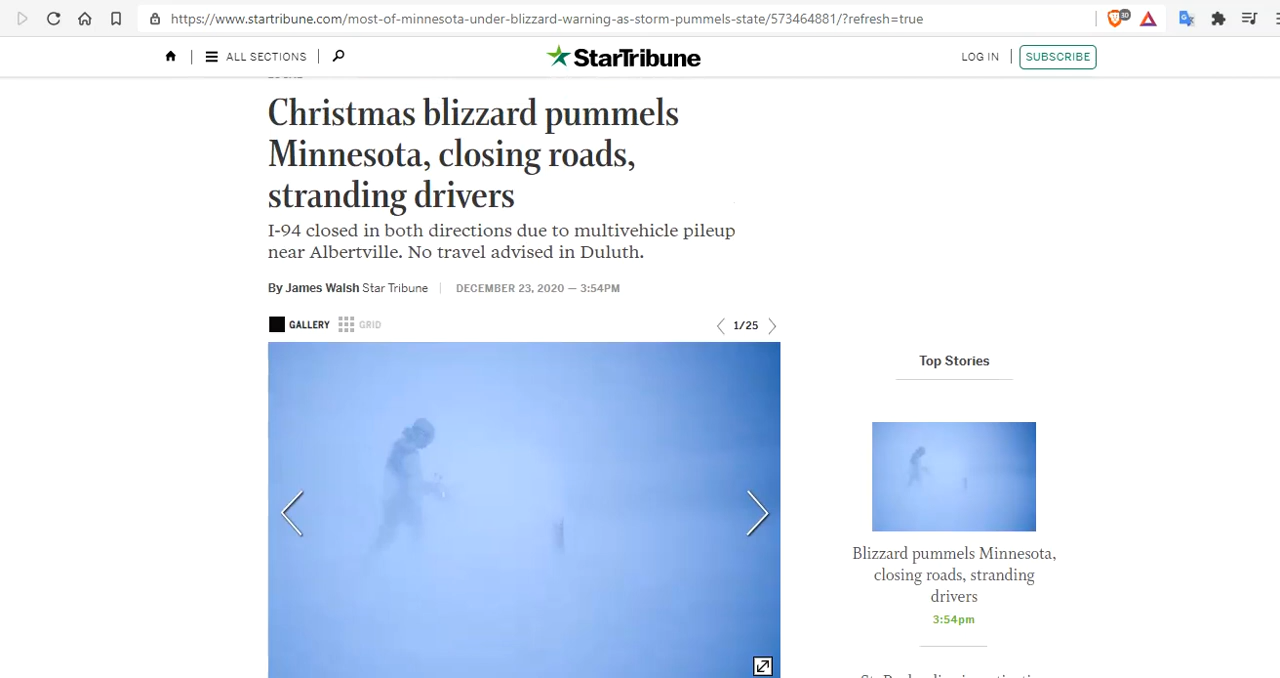 https://www.startribune.com/most-of-minnesota-under-blizzard-warning-as-storm-pummels-state/573464881/?refresh=true
30
ALL SECTIONS
StarTribune
LOG IN
SUBSCRIBE
Christmas blizzard pummels
Minnesota, closing roads,
stranding drivers
I-94 closed in both directions due to multivehicle pileup
near Albertville. No travel advised in Duluth.
By James Walsh Star Tribune
DECEMBER 23, 2020 — 3:54PM
GALLERY
GRID
1/25
Top Stories
Blizzard pummels Minnesota,
closing roads, stranding
drivers
3:54pm